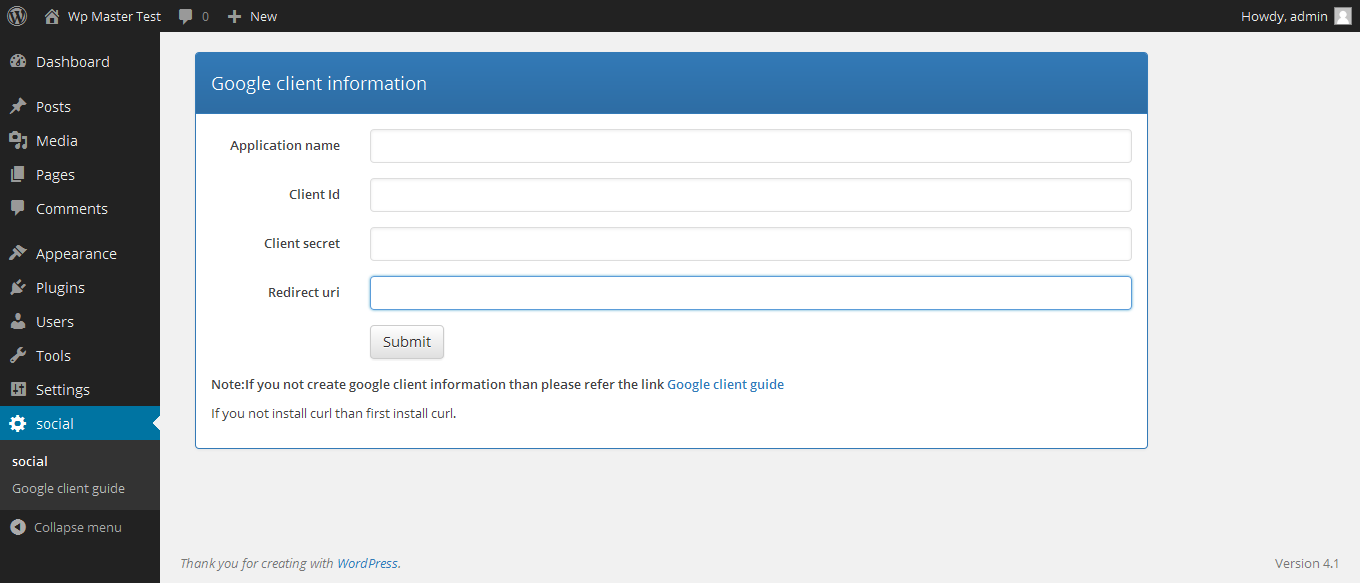 Wp Master Test 0 New Howdy, admin
Dashboard
Posts
Media
Pages
Comments
Appearance
Plugins
Users
Tools
Settings
social
social
Google client guide
Collapse menu
Google client information
Application name
Client Id
Client secret
Redirect uri
Submit
Note:If you not create google client information than please refer the link Google client guide
If you not install curl than first install curl.
Thank you for creating with WordPress. Version 4.1